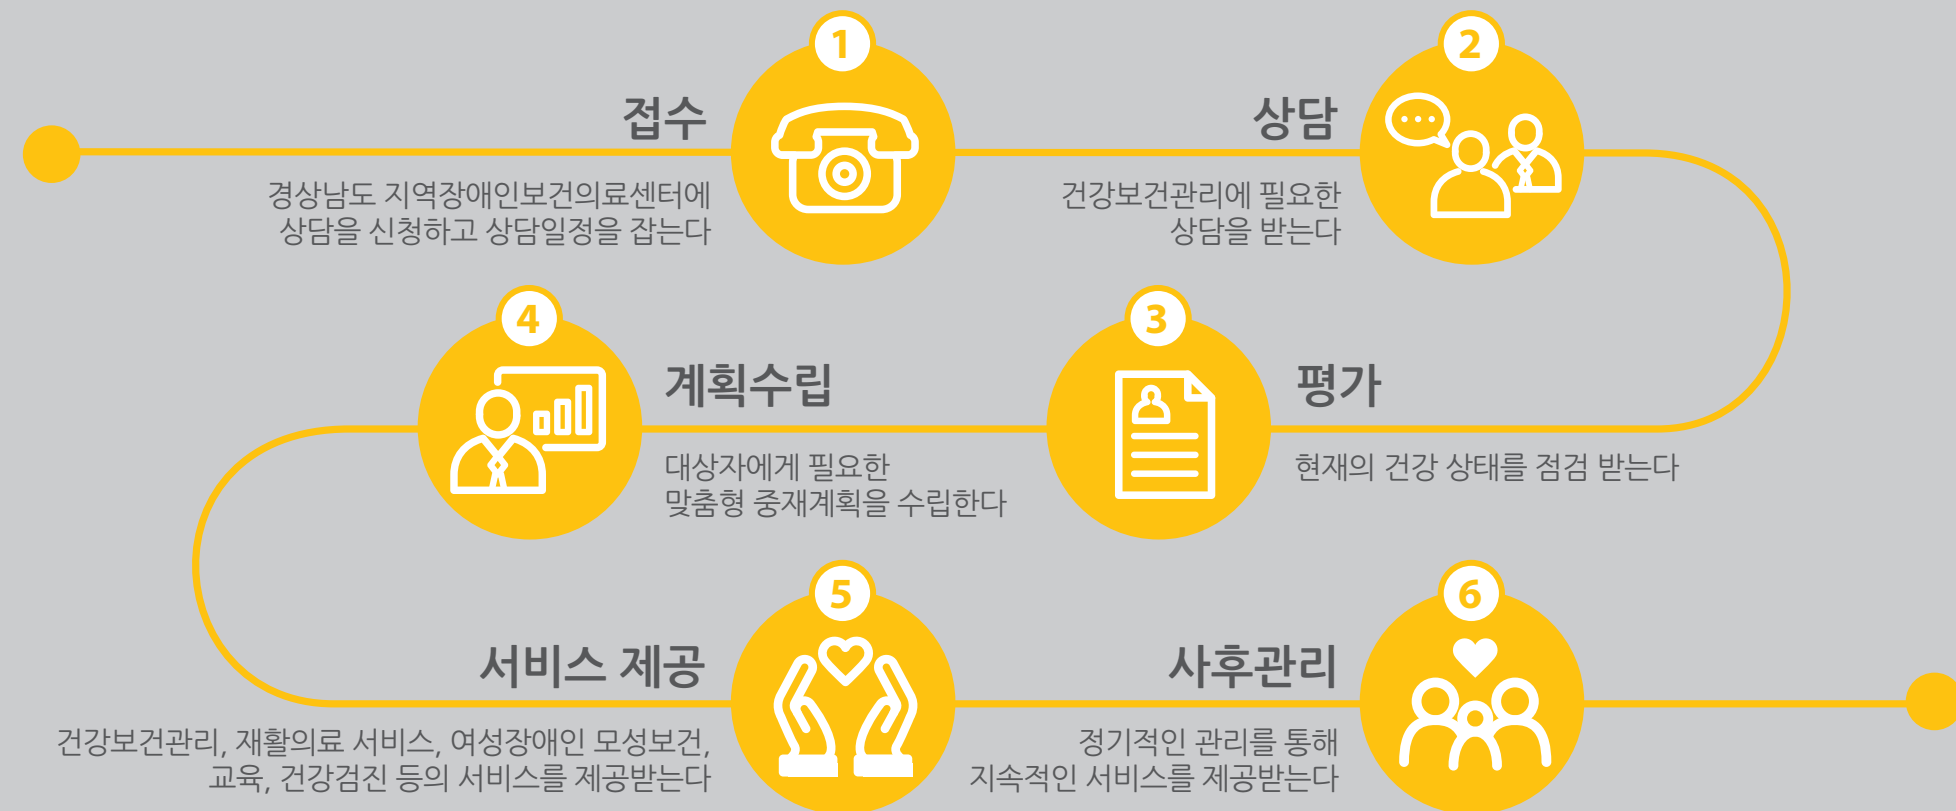 1
접수
경상남도 지역장애인보건의료센터에
상담을 신청하고 상담일정을 잡는다
2
상담
건강보건관리에 필요한
상담을 받는다
3
평가
현재의 건강 상태를 점검 받는다
4
계획수립
대상자에게 필요한
맞춤형 중재계획을 수립한다
5
서비스 제공
건강보건관리, 재활의료 서비스, 여성장애인 모성보건,
교육, 건강검진 등의 서비스를 제공받는다
6
사후관리
정기적인 관리를 통해
지속적인 서비스를 제공받는다